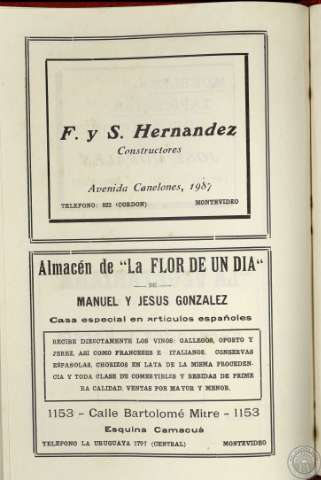 F. y S. Hernandez
Constructores
Avenida Canelones, 1987
TELEFONO: 822 (CORDON) MONTEVIDEO
Almacén de "La FLOR DE UN DIA"
— DE —
MANUEL Y JESUS GONZALEZ
Casa especial en artículos españoles
RECIBE DIRECTAMENTE LOS VINOS: GALLEGOS, OPORTO Y
JEREZ, ASI COMO FRANCESES E ITALIANOS. CONSERVAS
ESPAÑOLAS, CHORIZOS EN LATA DE LA MISMA PROCEDEN-
CIA Y TODA CLASE DE COMESTIBLES Y BEBIDAS DE PRIME
RA CALIDAD. VENTAS POR MAYOR Y MENOR.
1153 - Calle Bartolomé Mitre - 1153
Esquina Camacuá
TELEFONO LA URUGUAYA 1797 (CENTRAL) MONTEVIDEO